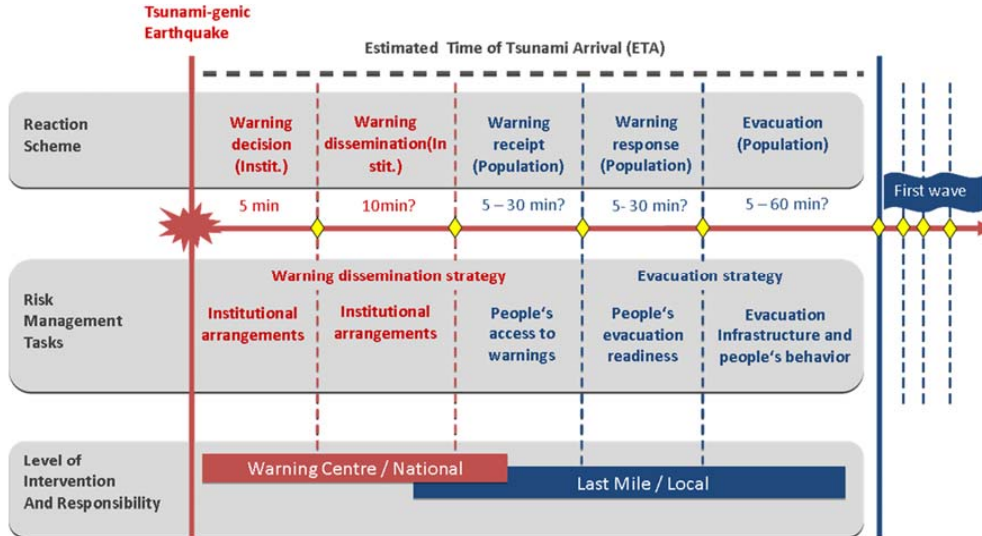 Tsunami-genic
Earthquake
Estimated Time of Tsunami Arrival (ETA)
Reaction
Scheme
Warning
decision
(Instit.)
Warning
dissemination(In
stit.)
Warning
receipt
(Population)
Warning
response
(Population)
Evacuation
(Population)
First wave
5 min
10min?
5 – 30 min?
5- 30 min?
5 – 60 min?
Risk
Management
Tasks
Warning dissemination strategy
Evacuation strategy
Institutional
arrangements
Institutional
arrangements
People‘s
access to
warnings
People‘s
evacuation
readiness
Evacuation
Infrastructure and
people‘s behavior
Level of
Intervention
And Responsibility
Warning Centre / National
Last Mile / Local